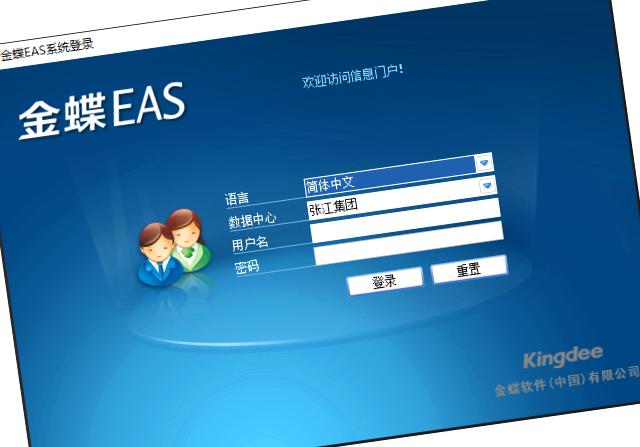 金蝶EAS系统登录
金蝶EAS
欢迎访问信息门户!
语言 简体中文
数据中心 张江集团
用户名
密码
登录 重置
Kingdee
金蝶软件(中国)有限公司